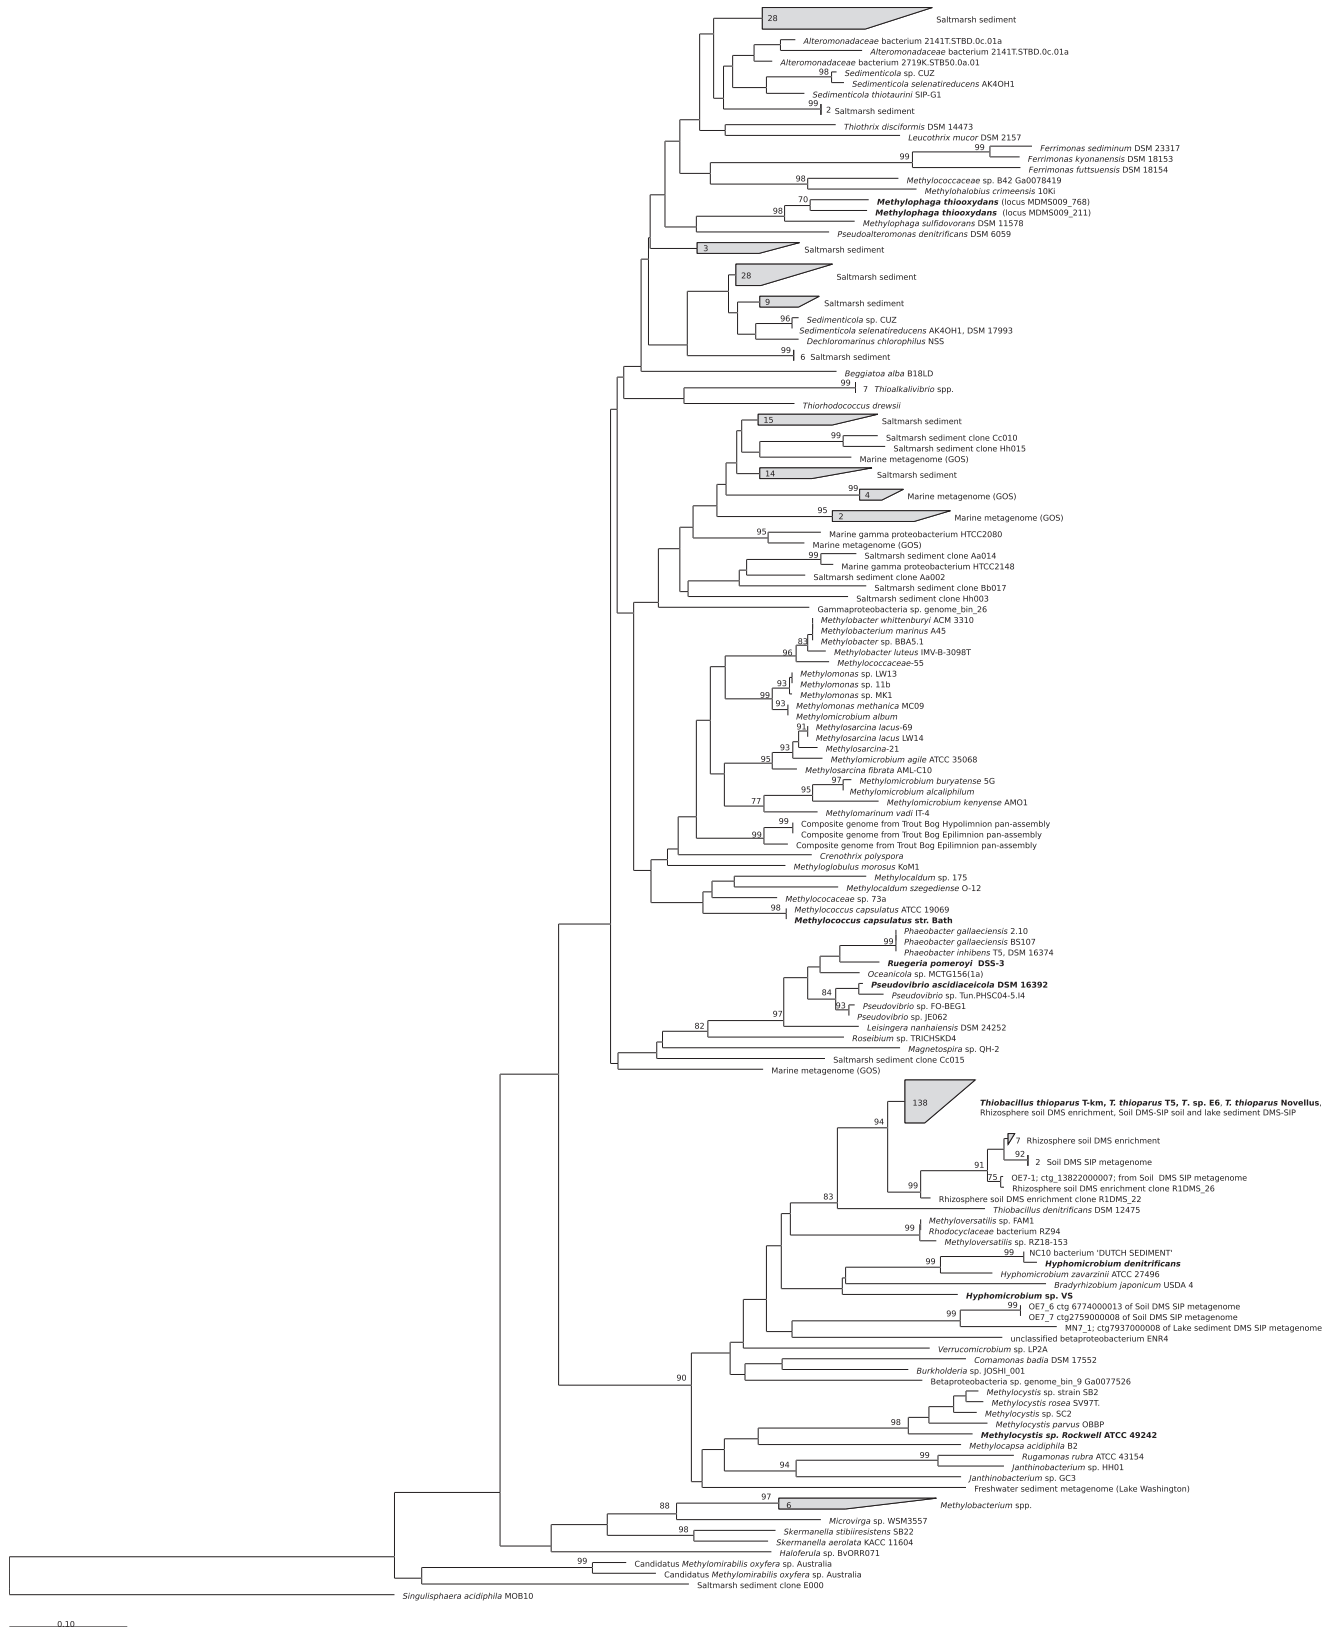 28 Saltmarsh sediment
Alteromonadaceae bacterium 2141T.STBD.0c.01a
Alteromonadaceae bacterium 2141T.STBD.0c.01a
Alteromonadaceae bacterium 2719K.STB50.0a.01
98 Sedimenticola sp. CUZ
Sedimenticola selenatireducens AK4OH1
Sedimenticola thiotaurini SIP-G1
99 2 Saltmarsh sediment
Thiothrix disciformis DSM 14473
Leucothrix mucor DSM 2157
99 Ferrimonas sediminum DSM 23317
99 Ferrimonas kyonanensis DSM 18153
Ferrimonas futtsuensis DSM 18154
98 Methylococcaceae sp. B42 Ga0078419
Methylohalobius crimeensis 10Ki
70 Methylophaga thiooxydans (locus MDMS009_768)
98 Methylophaga thiooxydans (locus MDMS009_211)
Methylophaga sulfidovorans DSM 11578
Pseudoalteromonas denitrificans DSM 6059
3 Saltmarsh sediment
28 Saltmarsh sediment
9 Saltmarsh sediment
96 Sedimenticola sp. CUZ
Sedimenticola selenatireducens AK4OH1, DSM 17993
Dechloromarinus chlorophilus NSS
99 6 Saltmarsh sediment
Beggiatoa alba B18LD
99 7 Thioalkalivibrio spp.
Thiorhodococcus drewsii
15 Saltmarsh sediment
99 Saltmarsh sediment clone Cc010
Saltmarsh sediment clone Hh015
Marine metagenome (GOS)
14 Saltmarsh sediment
99 4 Marine metagenome (GOS)
95 2 Marine metagenome (GOS)
95 Marine gamma proteobacterium HTCC2080
Marine metagenome (GOS)
99 Saltmarsh sediment clone Aa014
Marine gamma proteobacterium HTCC2148
Saltmarsh sediment clone Aa002
Saltmarsh sediment clone Bb017
Saltmarsh sediment clone Hh003
Gammaproteobacteria sp. genome_bin_26
Methylobacter whittenburyi ACM 3310
Methylobacterium marinus A45
83 Methylobacter sp. BBA5.1
96 Methylobacter luteus IMV-B-3098T
Methylococcaceae-55
Methylomonas sp. LW13
93 Methylomonas sp. 11b
99 Methylomonas sp. MK1
93 Methylomonas methanica MC09
Methylomicrobium album
91 Methylosarcina lacus-69
Methylosarcina lacus LW14
93 Methylosarcina-21
95 Methylomicrobium agile ATCC 35068
Methylosarcina fibrata AML-C10
97 Methylomicrobium buryatense 5G
95 Methylomicrobium alcaliphilum
77 Methylomicrobium kenyense AMO1
Methylomarinum vadi IT-4
99 Composite genome from Trout Bog Hypolimnion pan-assembly
99 Composite genome from Trout Bog Epilimnion pan-assembly
Composite genome from Trout Bog Epilimnion pan-assembly
Crenothrix polyspora
Methyloglobulus morosus KoM1
Methylocaldum sp. 175
Methylocaldum szegediense O-12
Methylococaceae sp. 73a
98 Methylococcus capsulatus ATCC 19069
Methylococcus capsulatus str. Bath
Phaeobacter gallaeciensis 2.10
99 Phaeobacter gallaeciensis BS107
Phaeobacter inhibens T5, DSM 16374
Ruegeria pomeroyi DSS-3
Oceanicola sp. MCTG156(1a)
Pseudovibrio ascidiaceicola DSM 16392
84 Pseudovibrio sp. Tun.PHSC04-5.I4
93 Pseudovibrio sp. FO-BEG1
97 Pseudovibrio sp. JE062
82 Leisingera nanhaiensis DSM 24252
Roseibium sp. TRICHSKD4
Magnetospira sp. QH-2
Saltmarsh sediment clone Cc015
Marine metagenome (GOS)
138 Thiobacillus thioparus T-km, T. thioparus T5, T. sp. E6, T. thioparus Novellus,
Rhizosphere soil DMS enrichment, Soil DMS-SIP soil and lake sediment DMS-SIP
94
7 Rhizosphere soil DMS enrichment
92 2 Soil DMS SIP metagenome
91
75 OE7-1; ctg_13822000007; from Soil DMS SIP metagenome
99 Rhizosphere soil DMS enrichment clone R1DMS_26
83 Rhizosphere soil DMS enrichment clone R1DMS_22
Thiobacillus denitrificans DSM 12475
Methyloversatilis sp. FAM1
99 Rhodocyclaceae bacterium RZ94
Methyloversatilis sp. RZ18-153
99 NC10 bacterium 'DUTCH SEDIMENT'
99 Hyphomicrobium denitrificans
Hyphomicrobium zavarzinii ATCC 27496
Bradyrhizobium japonicum USDA 4
Hyphomicrobium sp. VS
99 OE7_6 ctg 6774000013 of Soil DMS SIP metagenome
99 OE7_7 ctg2759000008 of Soil DMS SIP metagenome
MN7_1; ctg7937000008 of Lake sediment DMS SIP metagenome
unclassified betaproteobacterium ENR4
Verrucomicrobium sp. LP2A
Comamonas badia DSM 17552
Burkholderia sp. JOSHI_001
90 Betaproteobacteria sp. genome_bin_9 Ga0077526
Methylocystis sp. strain SB2
Methylocystis rosea SV97T.
Methylocystis sp. SC2
98 Methylocystis parvus OBBP
Methylocystis sp. Rockwell ATCC 49242
Methylocapsa acidiphila B2
99 Rugamonas rubra ATCC 43154
94 Janthinobacterium sp. HH01
Janthinobacterium sp. GC3
Freshwater sediment metagenome (Lake Washington)
97 6 Methylobacterium spp.
88
Microvirga sp. WSM3557
98 Skermanella stibiiresistens SB22
Skermanella aerolata KACC 11604
Haloferula sp. BvORR071
99 Candidatus Methylomirabilis oxyfera sp. Australia
Candidatus Methylomirabilis oxyfera sp. Australia
Saltmarsh sediment clone E000
Singulisphaera acidiphila MOB10
0.10